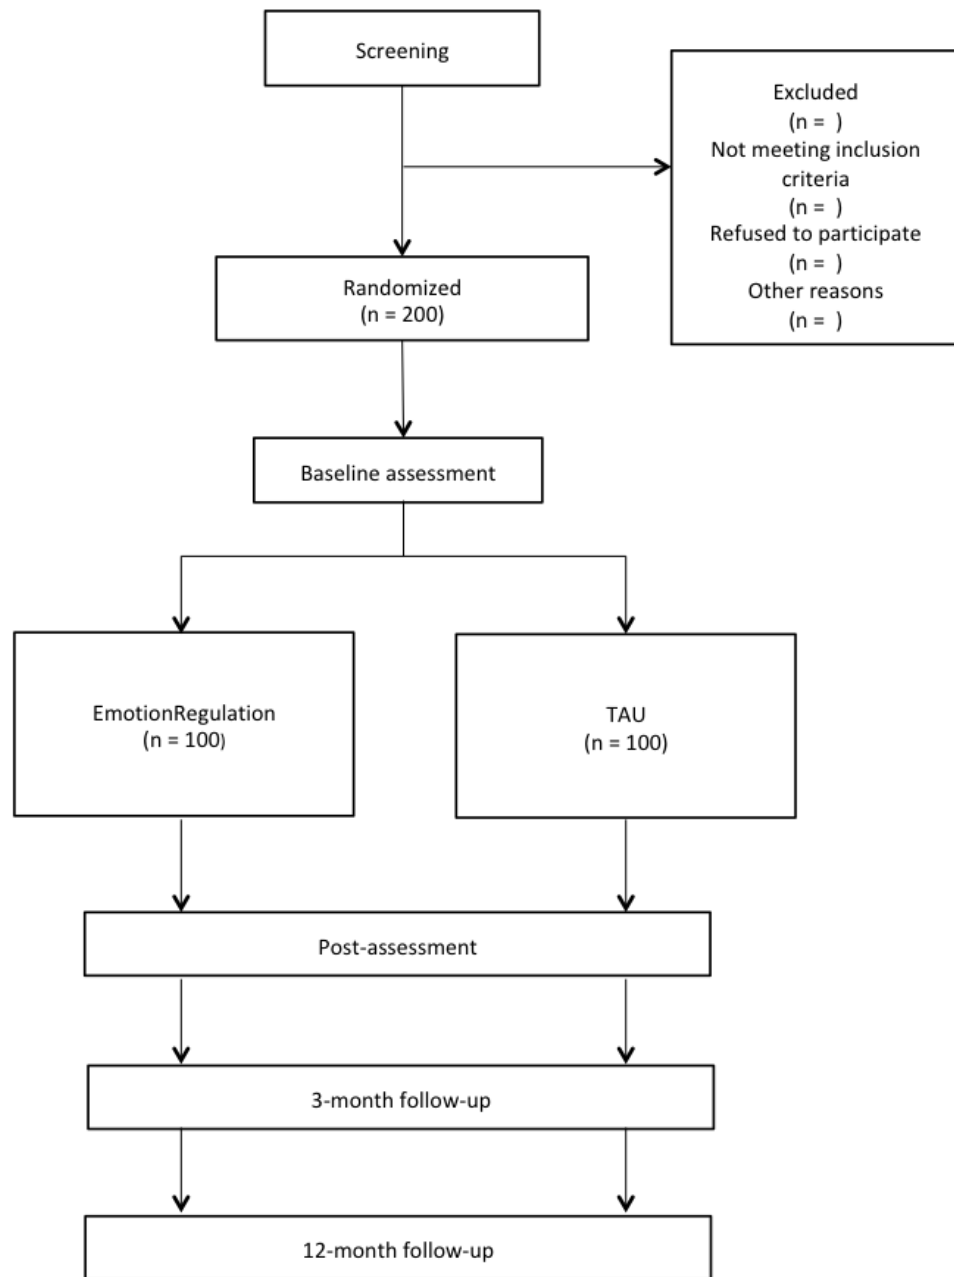 Screening
Excluded
(n =  )
Not meeting inclusion
criteria
(n =  )
Refused to participate
(n =  )
Other reasons
(n =  )
Randomized
(n = 200)
Baseline assessment
EmotionRegulation
(n = 100)
TAU
(n = 100)
Post-assessment
3-month follow-up
12-month follow-up